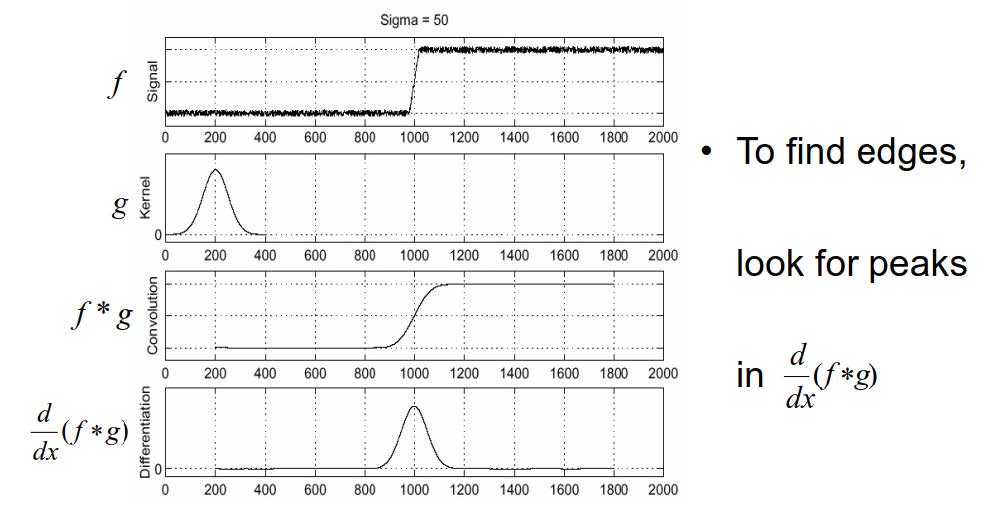 Sigma = 50
f
Signal
0 200 400 600 800 1000 1200 1400 1600 1800 2000
g
Kernel
0
0 200 400 600 800 1000 1200 1400 1600 1800 2000
f * g
Convolution
0 200 400 600 800 1000 1200 1400 1600 1800 2000
d/dx (f * g)
Differentiation
0
0 200 400 600 800 1000 1200 1400 1600 1800 2000
• To find edges,
look for peaks
in d/dx (f * g)